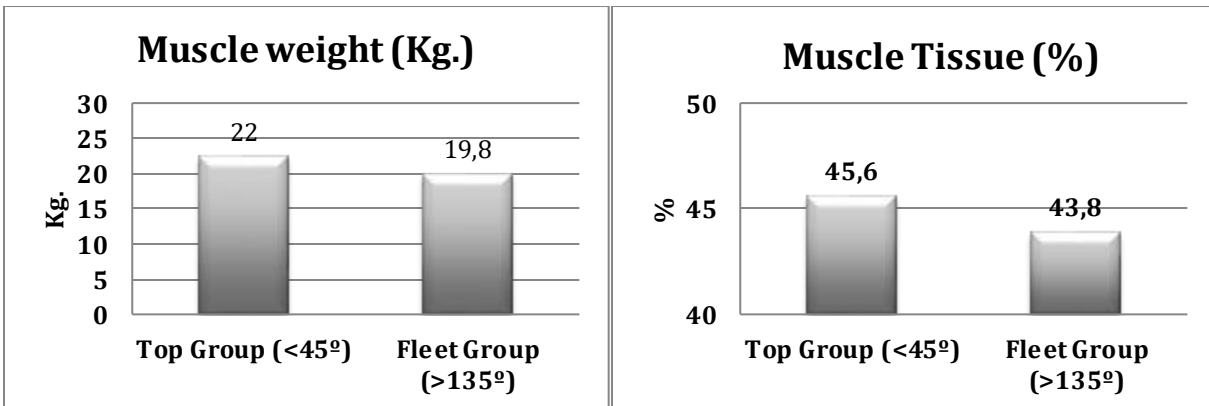 Muscle weight (Kg.)
30
25
20
15
10
5
0
Kg.
22
19,8
Top Group (<45º)
Fleet Group
(>135º)
Muscle Tissue (%)
50
45
40
%
45,6
43,8
Top Group (<45º)
Fleet Group
(>135º)